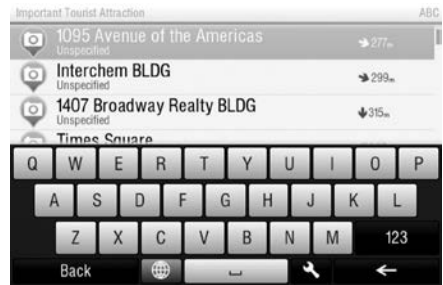 Important Tourist Attraction ABC
1095 Avenue of the Americas 277m
Unspecified
Interchem BLDG 299m
Unspecified
1407 Broadway Realty BLDG 315m
Unspecified
Times Square
Q W E R T Y U I O P
A S D F G H J K L
Z X C V B N M 123
Back